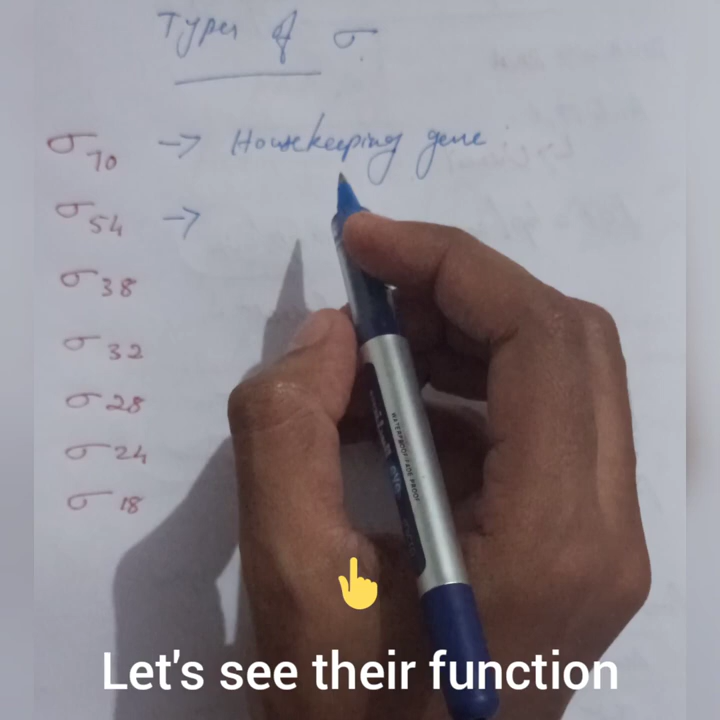 Types of σ
σ70 → Housekeeping gene
σ54 →
σ38
σ32
σ28
σ24
σ18
Let's see their function